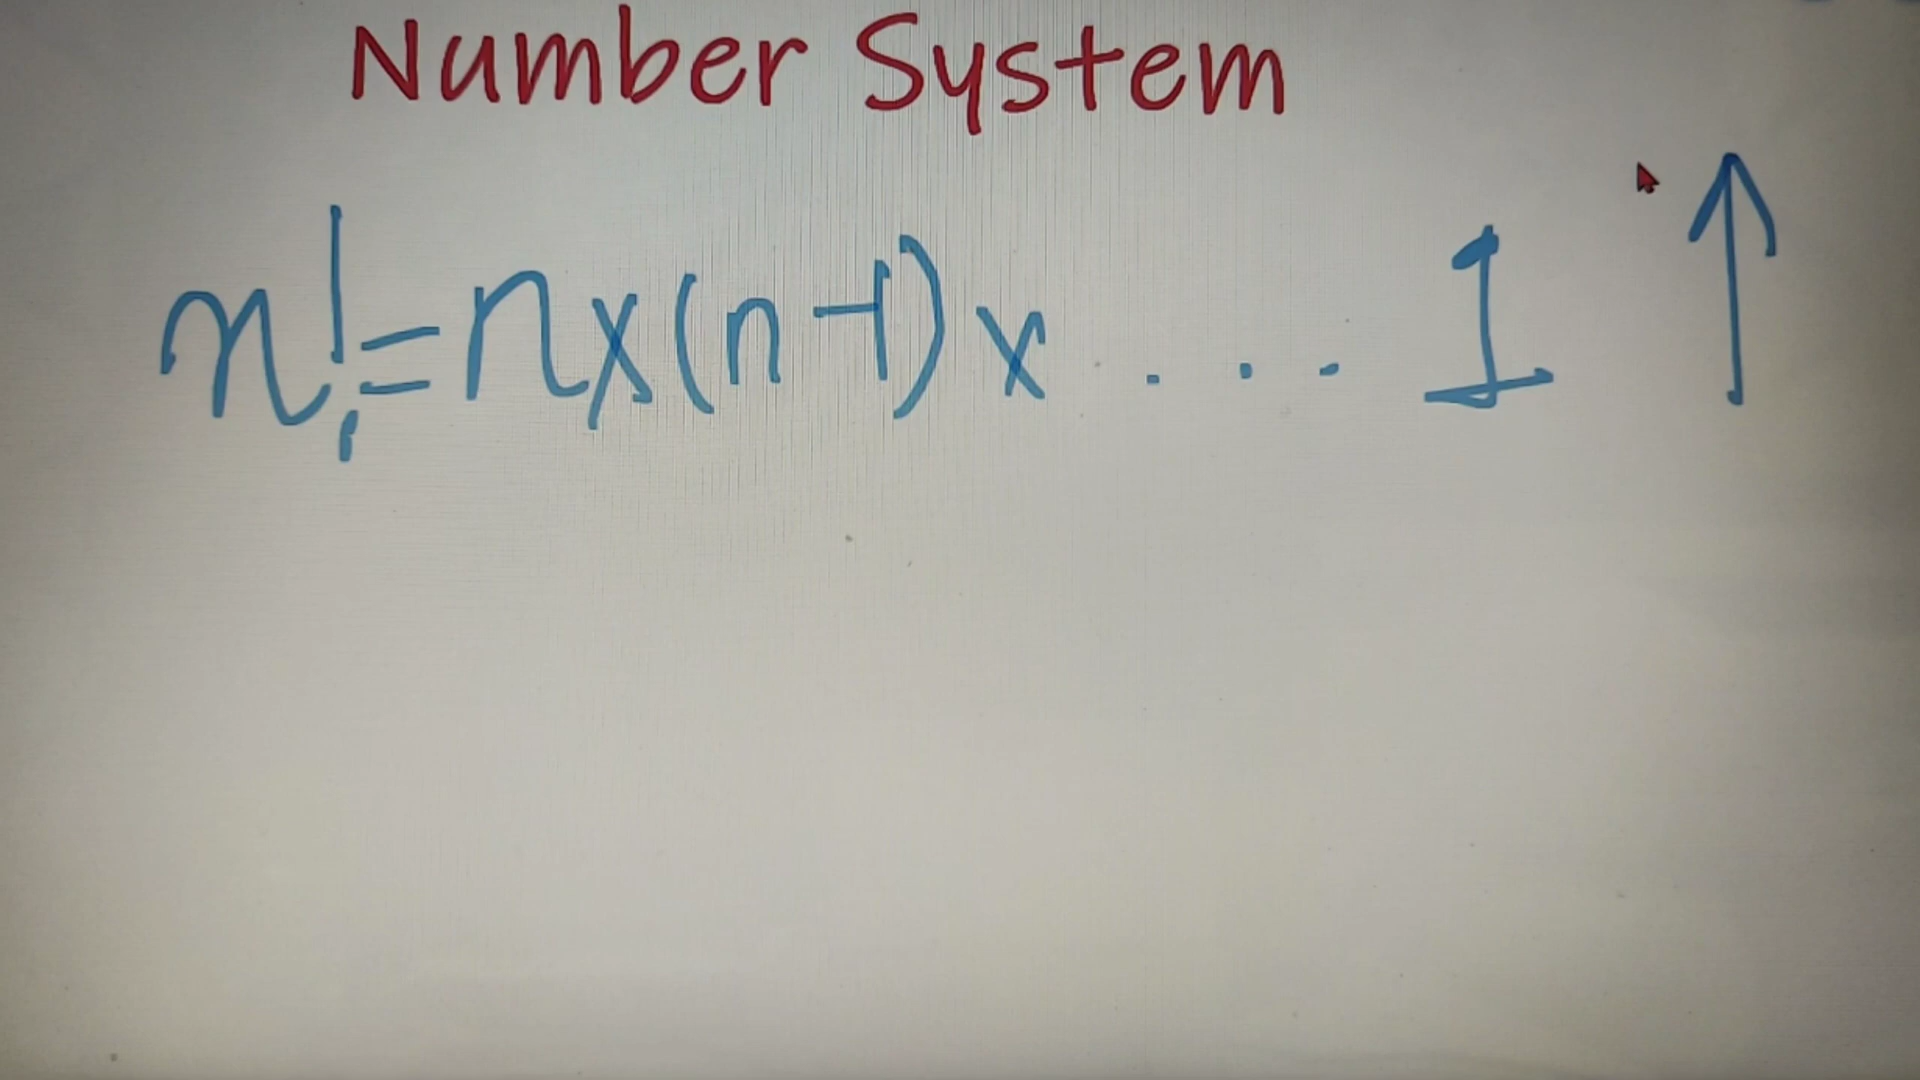 Number System
n! = n x (n-1) x . . . 1 ↑